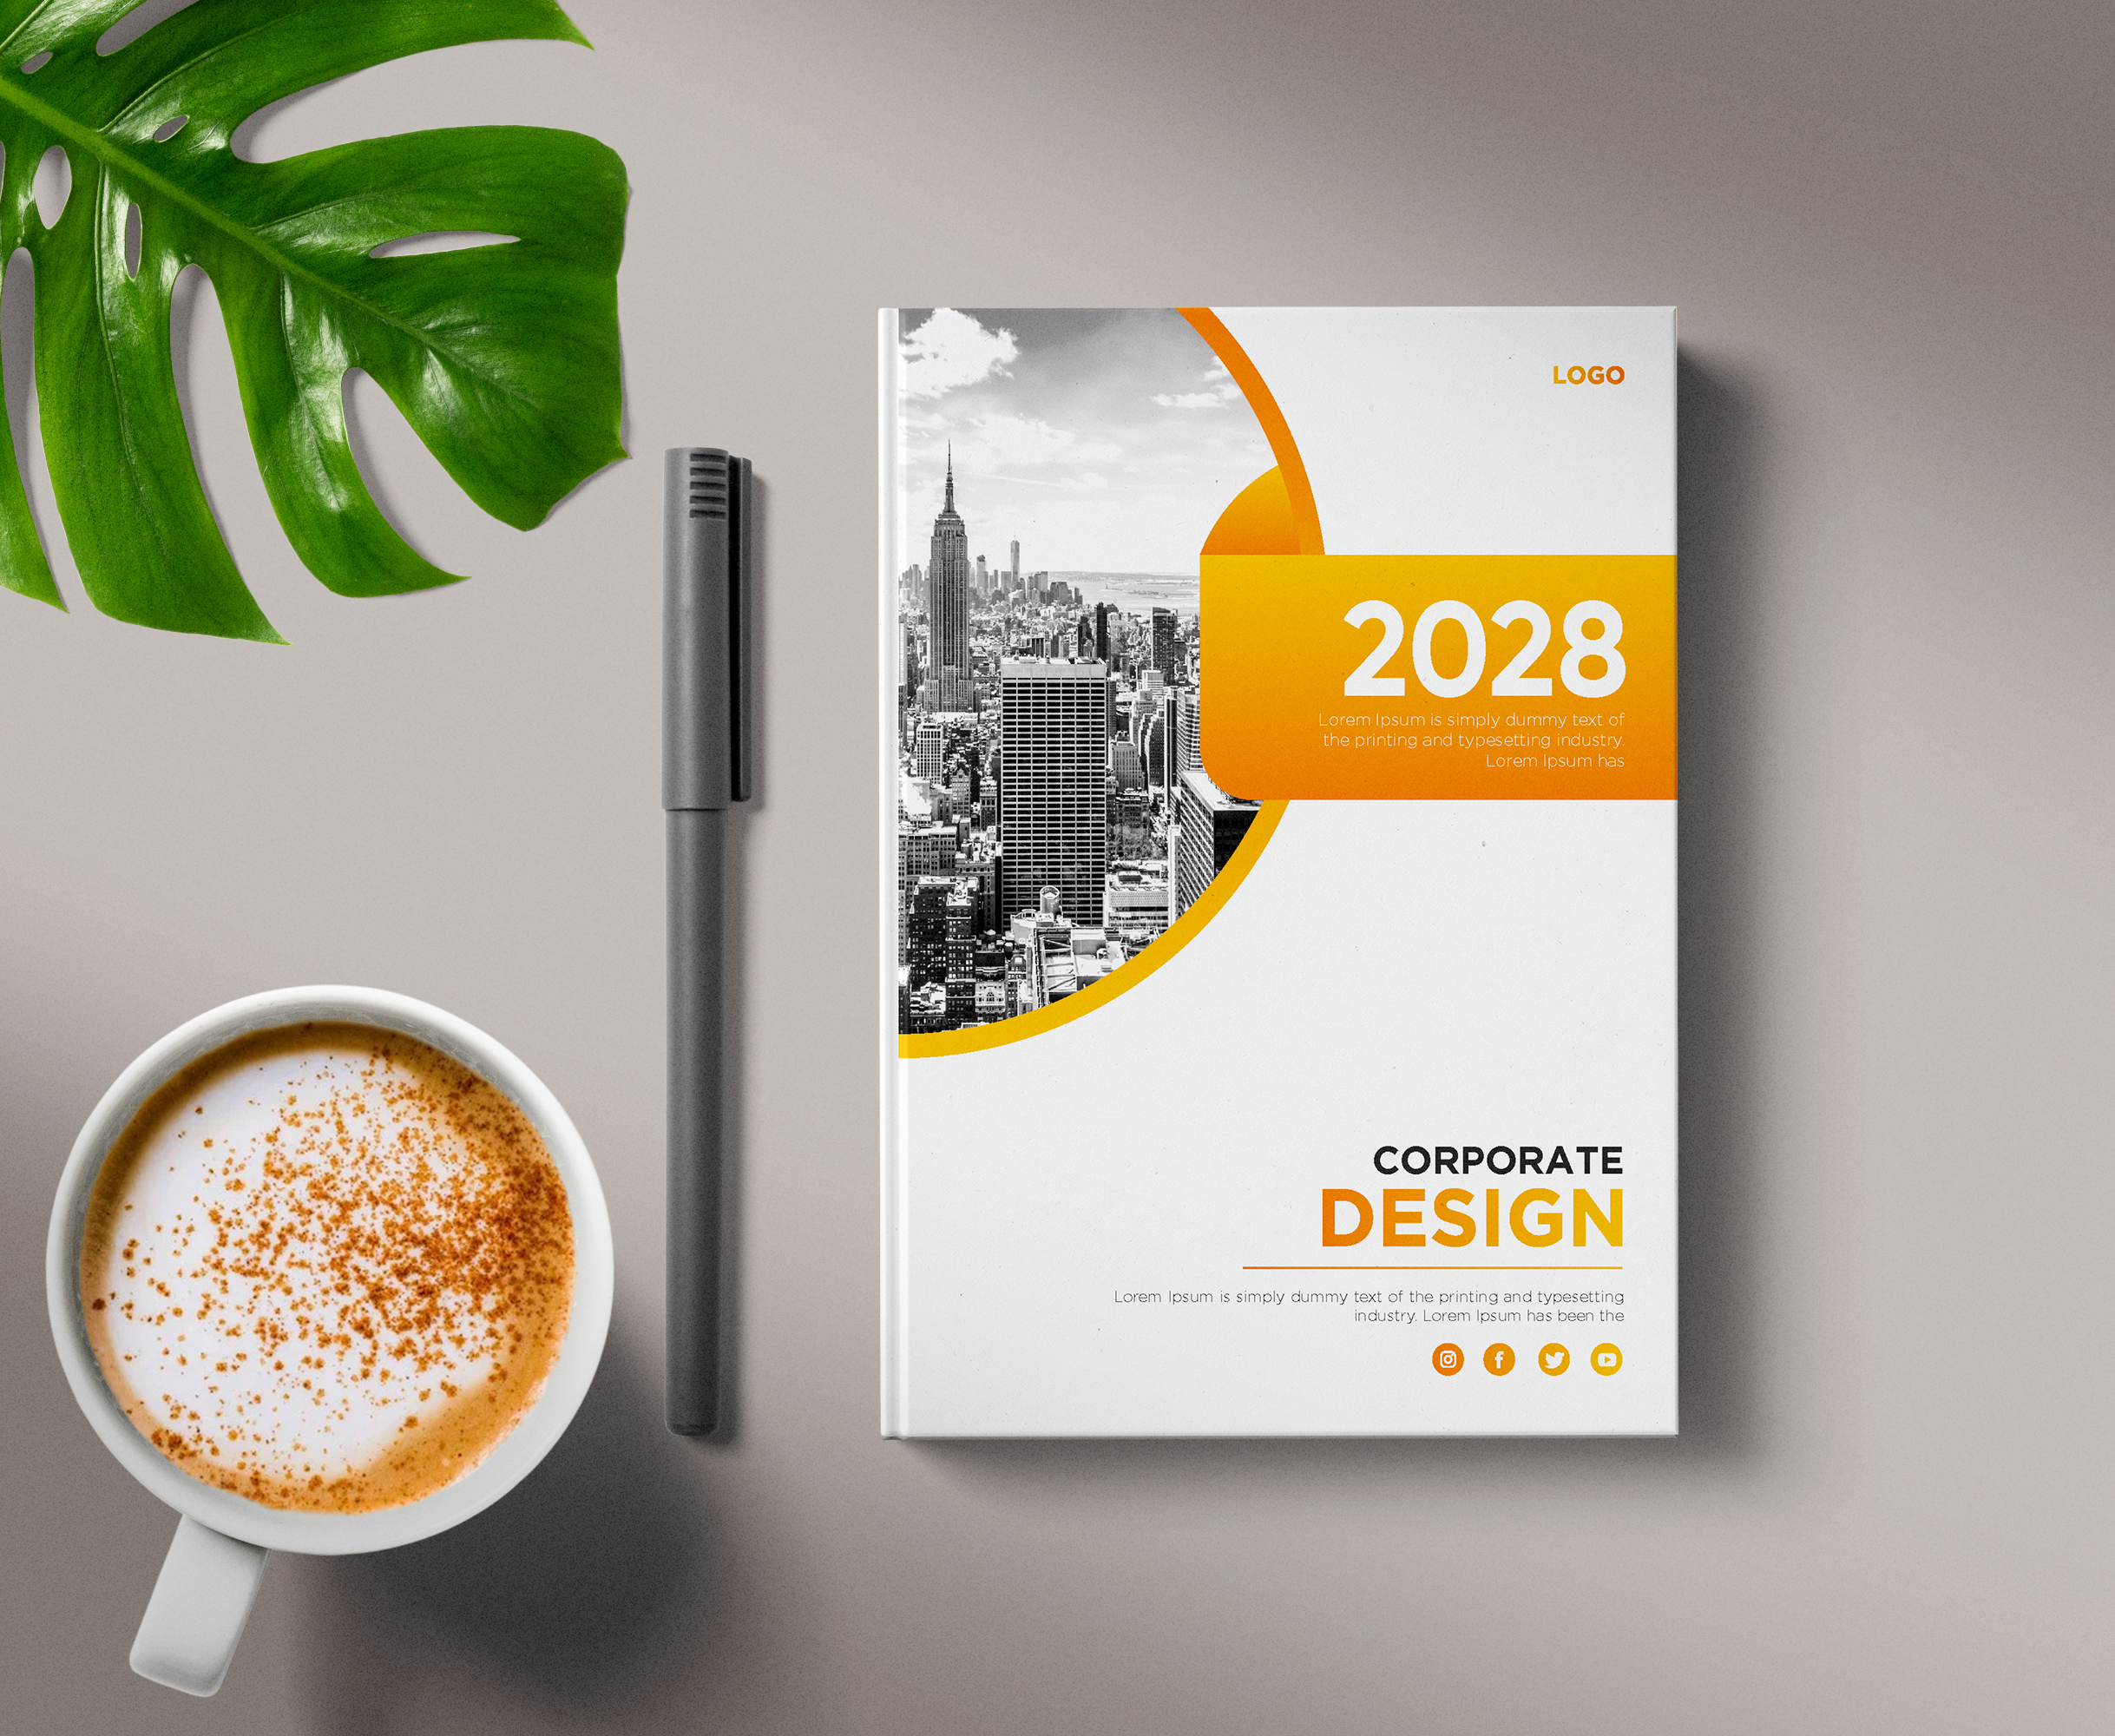 LOGO
2028
Lorem Ipsum is simply dummy text of
the printing and typesetting industry.
Lorem Ipsum has
CORPORATE
DESIGN
Lorem Ipsum is simply dummy text of the printing and typesetting
industry. Lorem Ipsum has been the